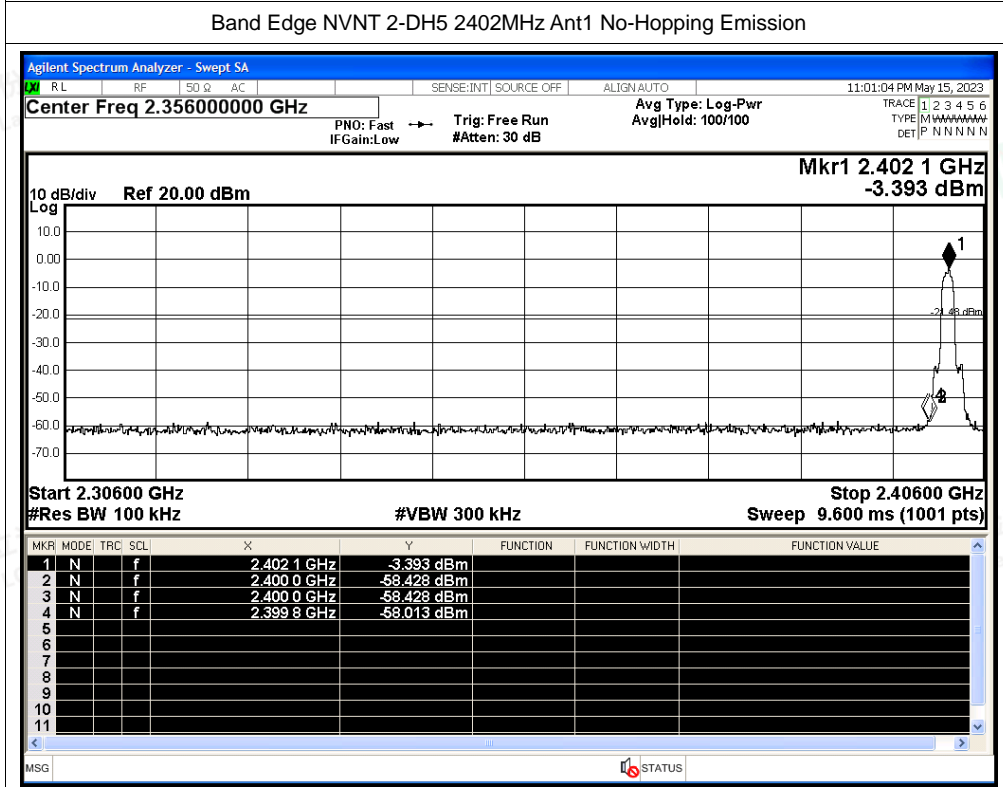 Band Edge NVNT 2-DH5 2402MHz Ant1 No-Hopping Emission
Agilent Spectrum Analyzer - Swept SA
LXI RL RF 50 Ω AC SENSE:INT SOURCE OFF ALIGN AUTO 11:01:04 PM May 15, 2023
Center Freq 2.356000000 GHz
PNO: Fast
IFGain:Low
Trig: Free Run
#Atten: 30 dB
Avg Type: Log-Pwr
Avg|Hold: 100/100
TRACE 1 2 3 4 5 6
TYPE M WWWWW
DET P N N N N N
Mkr1 2.402 1 GHz
-3.393 dBm
10 dB/div Ref 20.00 dBm
Log
10.0
0.00
-10.0
-20.0
-30.0
-40.0
-50.0
-60.0
-70.0
1
-21.48 dBm
Start 2.30600 GHz Stop 2.40600 GHz
#Res BW 100 kHz #VBW 300 kHz Sweep 9.600 ms (1001 pts)
MKR MODE TRC SCL X Y FUNCTION FUNCTION WIDTH FUNCTION VALUE
1 N f 2.402 1 GHz -3.393 dBm
2 N f 2.400 0 GHz -58.428 dBm
3 N f 2.400 0 GHz -58.428 dBm
4 N f 2.399 8 GHz -58.013 dBm
5
6
7
8
9
10
11
MSG STATUS